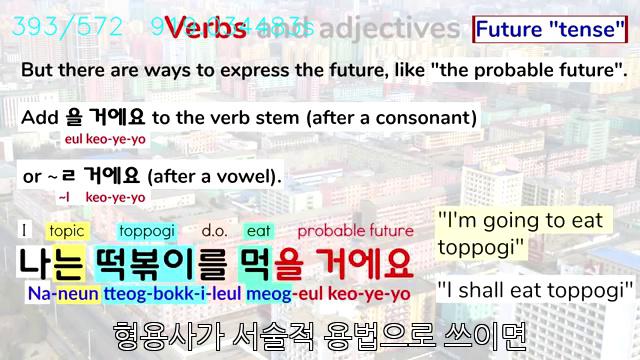 393/572
Verbs and adjectives
Future "tense"
But there are ways to express the future, like "the probable future".
Add 을 거에요 to the verb stem (after a consonant)
eul keo-ye-yo
or ~ㄹ 거에요 (after a vowel).
~l keo-ye-yo
I topic toppogi d.o. eat probable future
나는 떡볶이를 먹을 거에요
Na-neun tteog-bokk-i-leul meog-eul keo-ye-yo
"I'm going to eat toppogi"
"I shall eat toppogi"
형용사가 서술적 용법으로 쓰이면